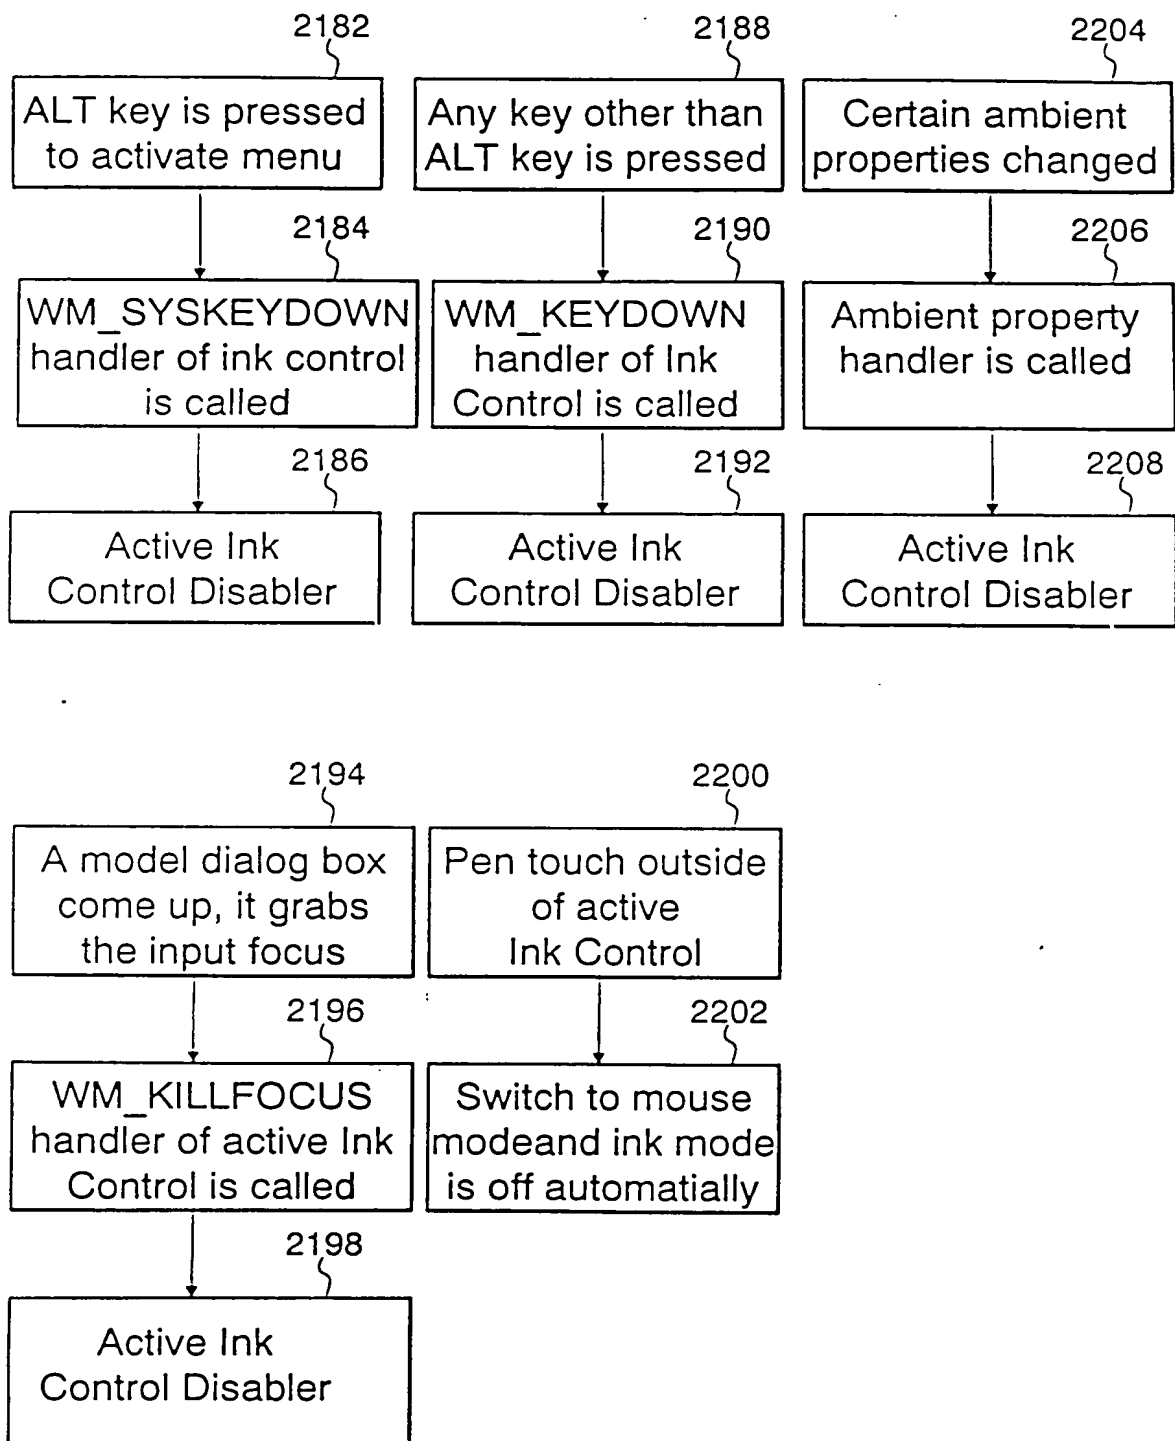 2182
ALT key is pressed
to activate menu
2184
WM_SYSKEYDOWN
handler of ink control
is called
2186
Active Ink
Control Disabler
2188
Any key other than
ALT key is pressed
2190
WM_KEYDOWN
handler of Ink
Control is called
2192
Active Ink
Control Disabler
2204
Certain ambient
properties changed
2206
Ambient property
handler is called
2208
Active Ink
Control Disabler
2194
A model dialog box
come up, it grabs
the input focus
2196
WM_KILLFOCUS
handler of active Ink
Control is called
2198
Active Ink
Control Disabler
2200
Pen touch outside
of active
Ink Control
2202
Switch to mouse
modeand ink mode
is off automatially